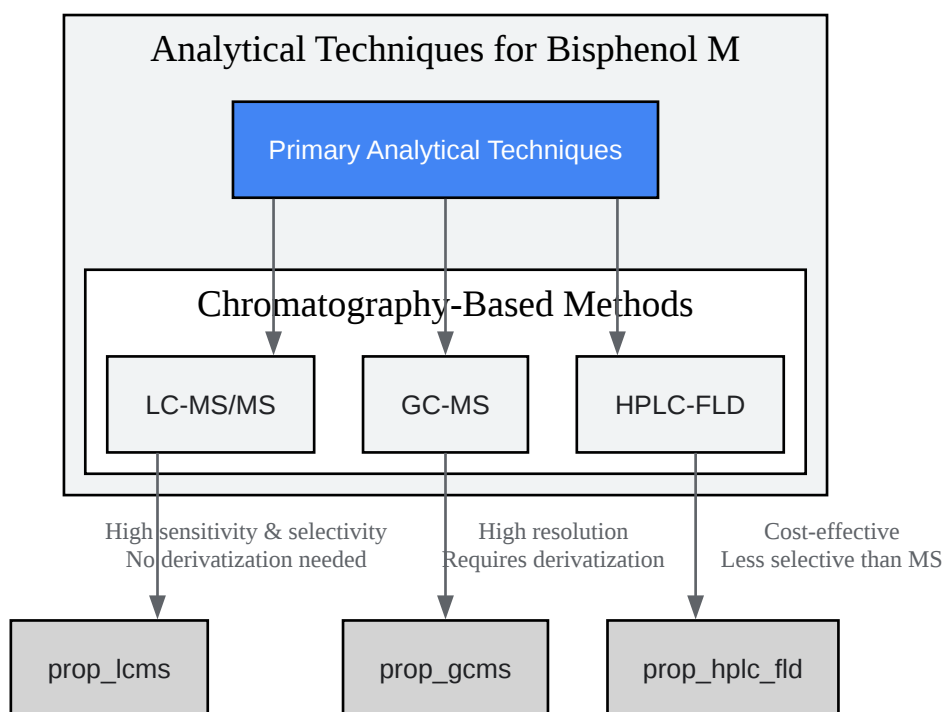 Analytical Techniques for Bisphenol M
Primary Analytical Techniques
Chromatography-Based Methods
LC-MS/MS
GC-MS
HPLC-FLD
High sensitivity & selectivity
No derivatization needed
High resolution
Requires derivatization
Cost-effective
Less selective than MS
prop_lcms
prop_gcms
prop_hplc_fld